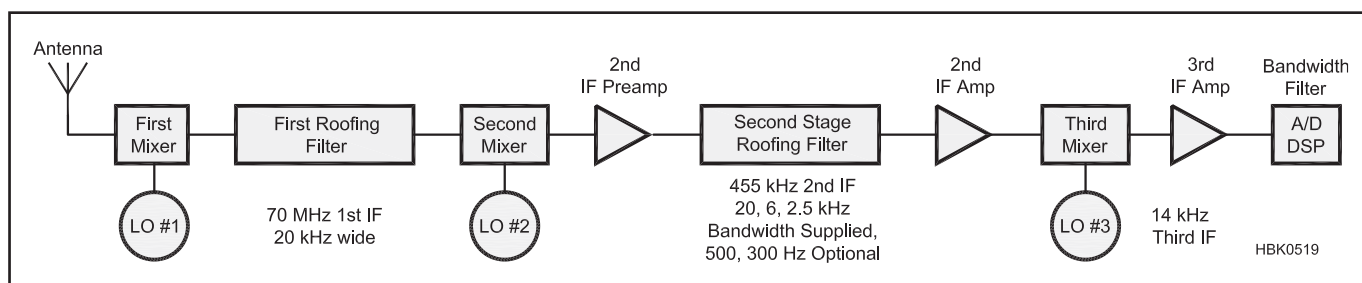 Antenna
First
Mixer
LO #1
First Roofing
Filter
70 MHz 1st IF
20 kHz wide
Second
Mixer
LO #2
2nd
IF Preamp
Second Stage
Roofing Filter
455 kHz 2nd IF
20, 6, 2.5 kHz
Bandwidth Supplied,
500, 300 Hz Optional
2nd
IF Amp
Third
Mixer
LO #3
3rd
IF Amp
14 kHz
Third IF
Bandwidth
Filter
A/D
DSP
HBK0519